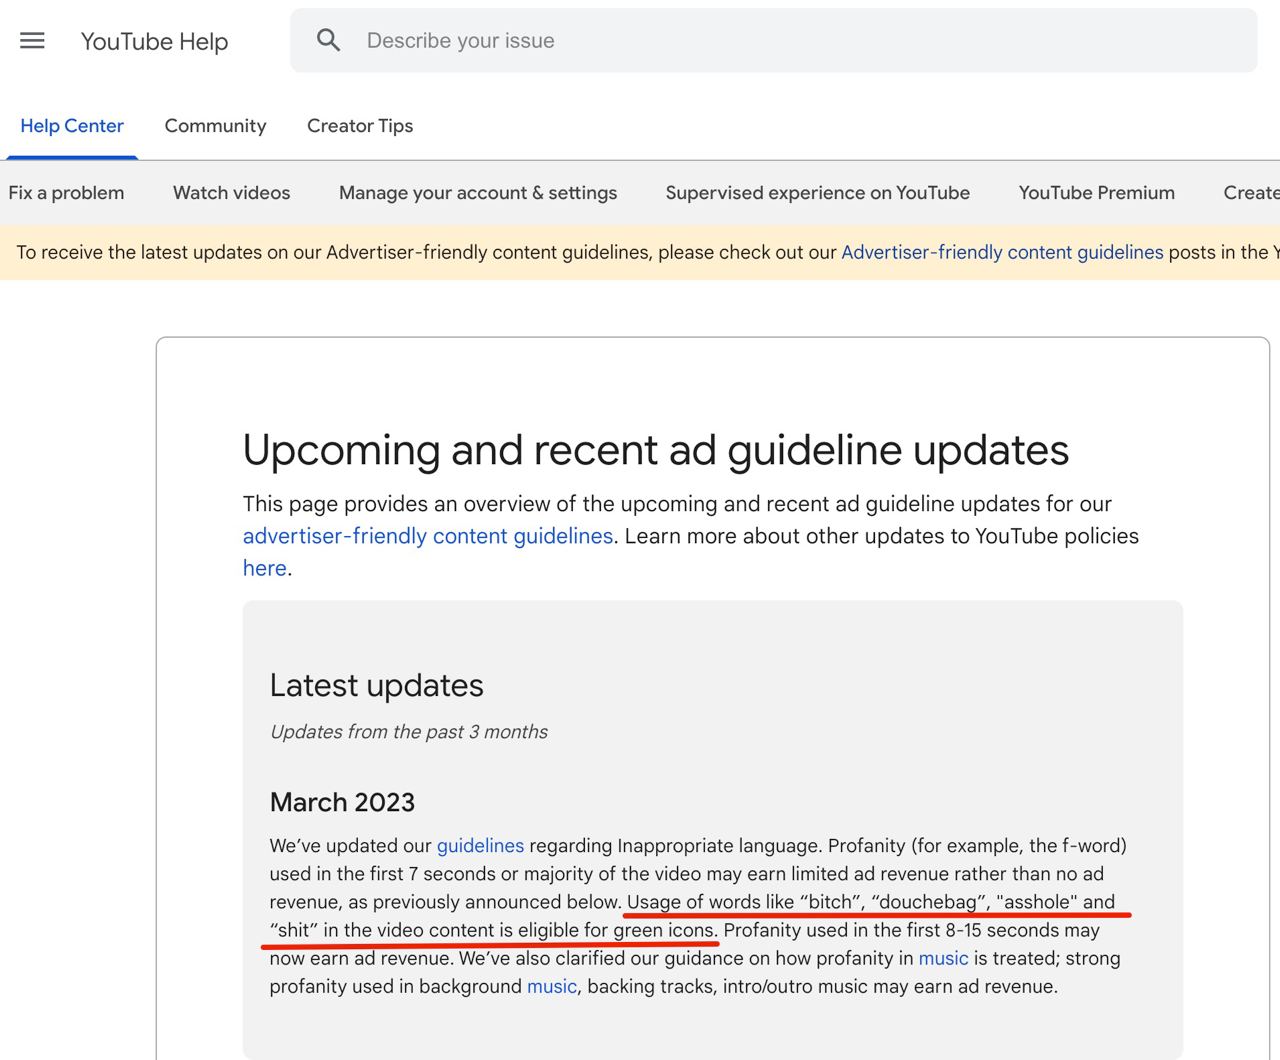 YouTube Help
Describe your issue
Help Center Community Creator Tips
Fix a problem Watch videos Manage your account & settings Supervised experience on YouTube YouTube Premium Create
To receive the latest updates on our Advertiser-friendly content guidelines, please check out our Advertiser-friendly content guidelines posts in the Y
Upcoming and recent ad guideline updates
This page provides an overview of the upcoming and recent ad guideline updates for our
advertiser-friendly content guidelines. Learn more about other updates to YouTube policies
here.
Latest updates
Updates from the past 3 months
March 2023
We’ve updated our guidelines regarding Inappropriate language. Profanity (for example, the f-word)
used in the first 7 seconds or majority of the video may earn limited ad revenue rather than no ad
revenue, as previously announced below. Usage of words like “bitch”, “douchebag”, "asshole" and
“shit” in the video content is eligible for green icons. Profanity used in the first 8-15 seconds may
now earn ad revenue. We’ve also clarified our guidance on how profanity in music is treated; strong
profanity used in background music, backing tracks, intro/outro music may earn ad revenue.